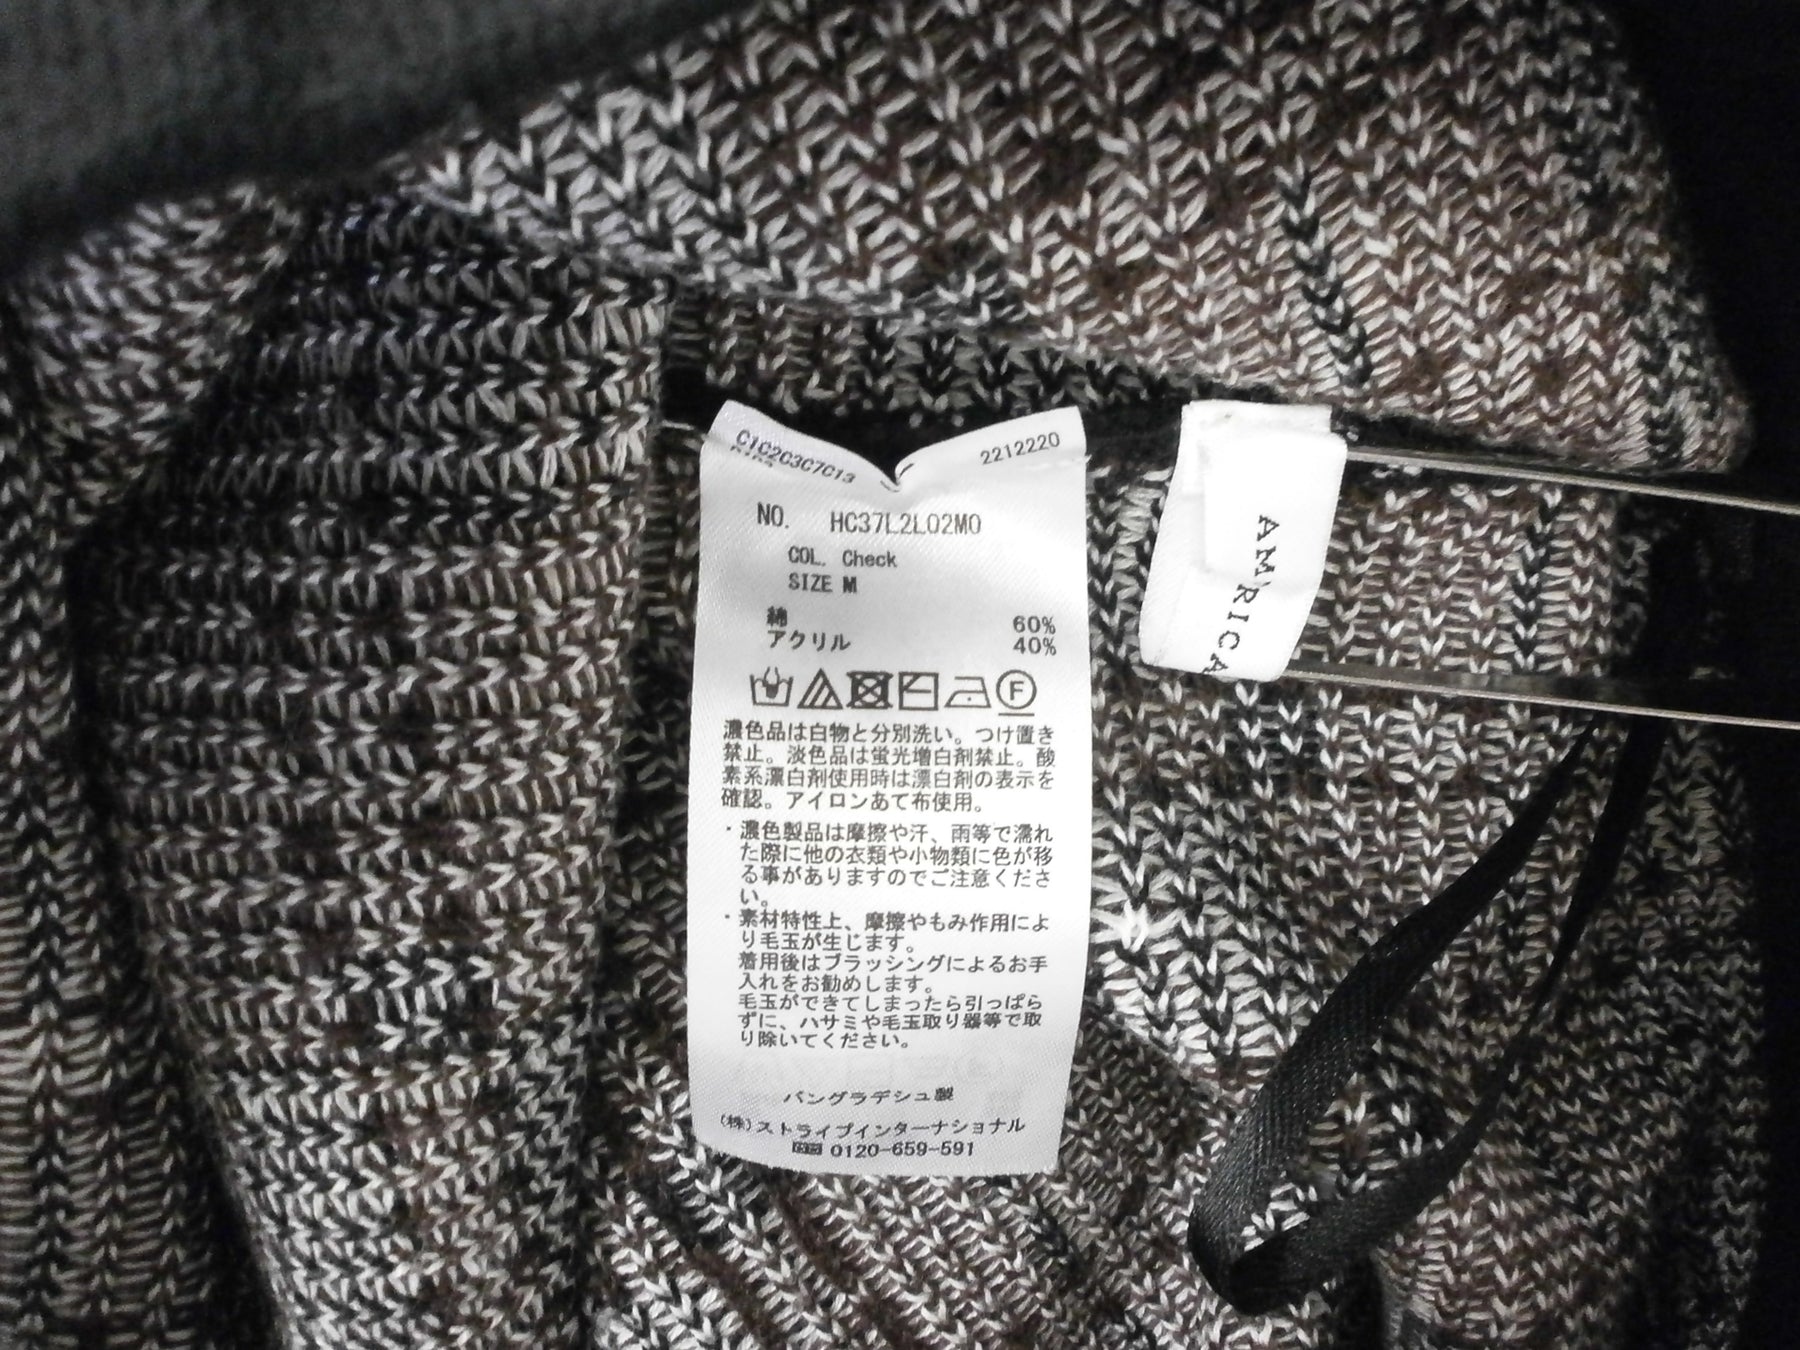 C1C2C3C7C13
2212220
NO. HC37L2L02M0
COL. Check
SIZE M
綿 60%
アクリル 40%
F
濃色品は白物と分別洗い。つけ置き
禁止。淡色品は蛍光増白剤禁止。酸
素系漂白剤使用時は漂白剤の表示を
確認。アイロンあて布使用。
・濃色製品は摩擦や汗、雨等で濡れ
た際に他の衣類や小物類に色が移
る事がありますのでご注意くださ
い。
・素材特性上、摩擦やもみ作用によ
り毛玉が生じます。
着用後はブラッシングによるお手
入れをお勧めします。
毛玉ができてしまったら引っぱら
ずに、ハサミや毛玉取り器等で取
り除いてください。
バングラデシュ製
(株)ストライプインターナショナル
0120-659-591
AMERICA